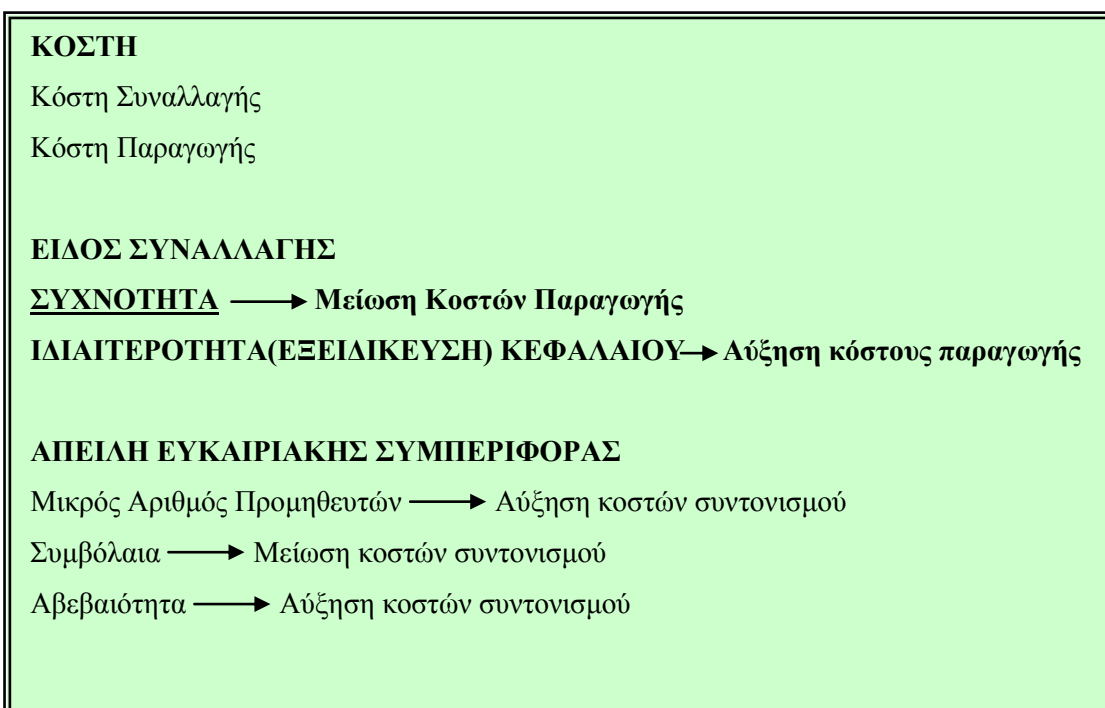 ΚΟΣΤΗ
Κόστη Συναλλαγής
Κόστη Παραγωγής
ΕΙΔΟΣ ΣΥΝΑΛΛΑΓΗΣ
ΣΥΧΝΟΤΗΤΑ → Μείωση Κοστών Παραγωγής
ΙΔΙΑΙΤΕΡΟΤΗΤΑ(ΕΞΕΙΔΙΚΕΥΣΗ) ΚΕΦΑΛΑΙΟΥ → Αύξηση κόστους παραγωγής
ΑΠΕΙΛΗ ΕΥΚΑΙΡΙΑΚΗΣ ΣΥΜΠΕΡΙΦΟΡΑΣ
Μικρός Αριθμός Προμηθευτών → Αύξηση κοστών συντονισμού
Συμβόλαια → Μείωση κοστών συντονισμού
Αβεβαιότητα → Αύξηση κοστών συντονισμού